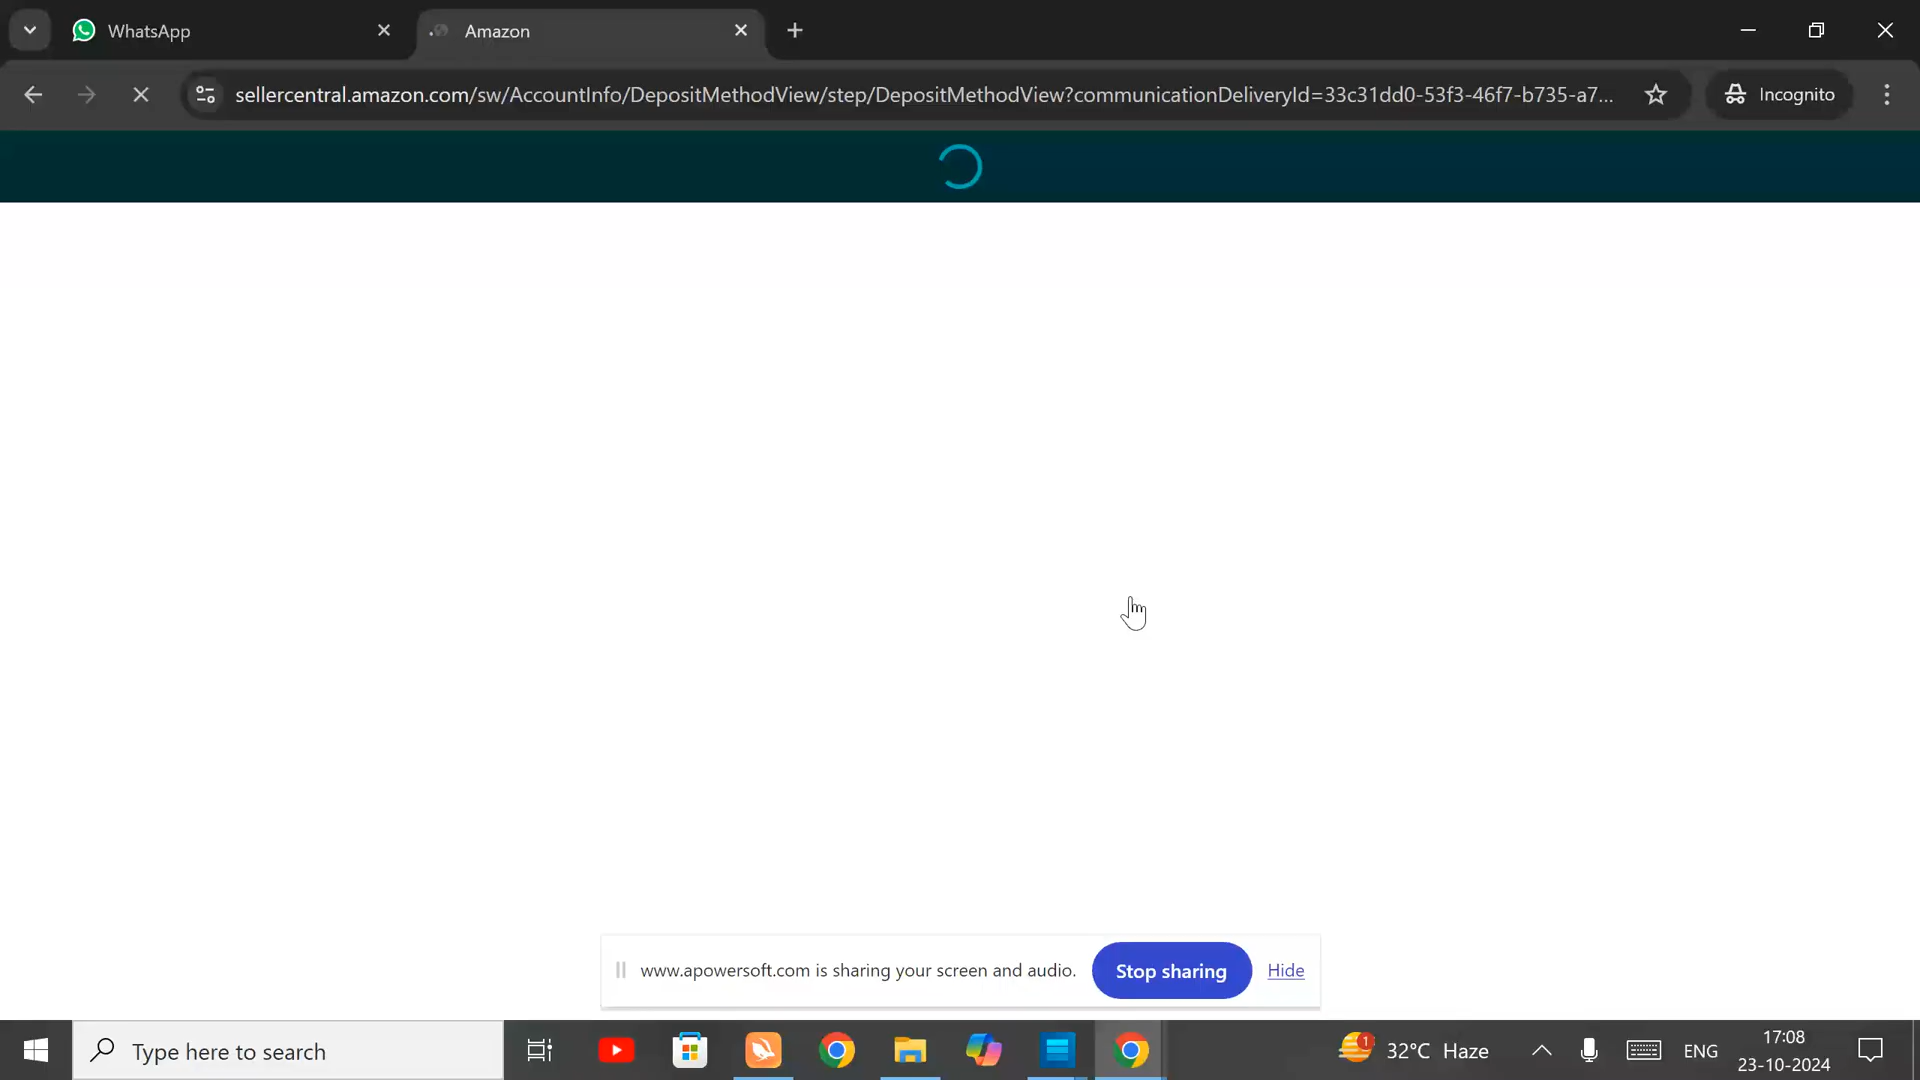 WhatsApp
Amazon
sellercentral.amazon.com/sw/AccountInfo/DepositMethodView/step/DepositMethodView?communicationDeliveryId=33c31dd0-53f3-46f7-b735-a7...
Incognito
www.apowersoft.com is sharing your screen and audio.
Stop sharing
Hide
Type here to search
1
32°C Haze
ENG
17:08
23-10-2024